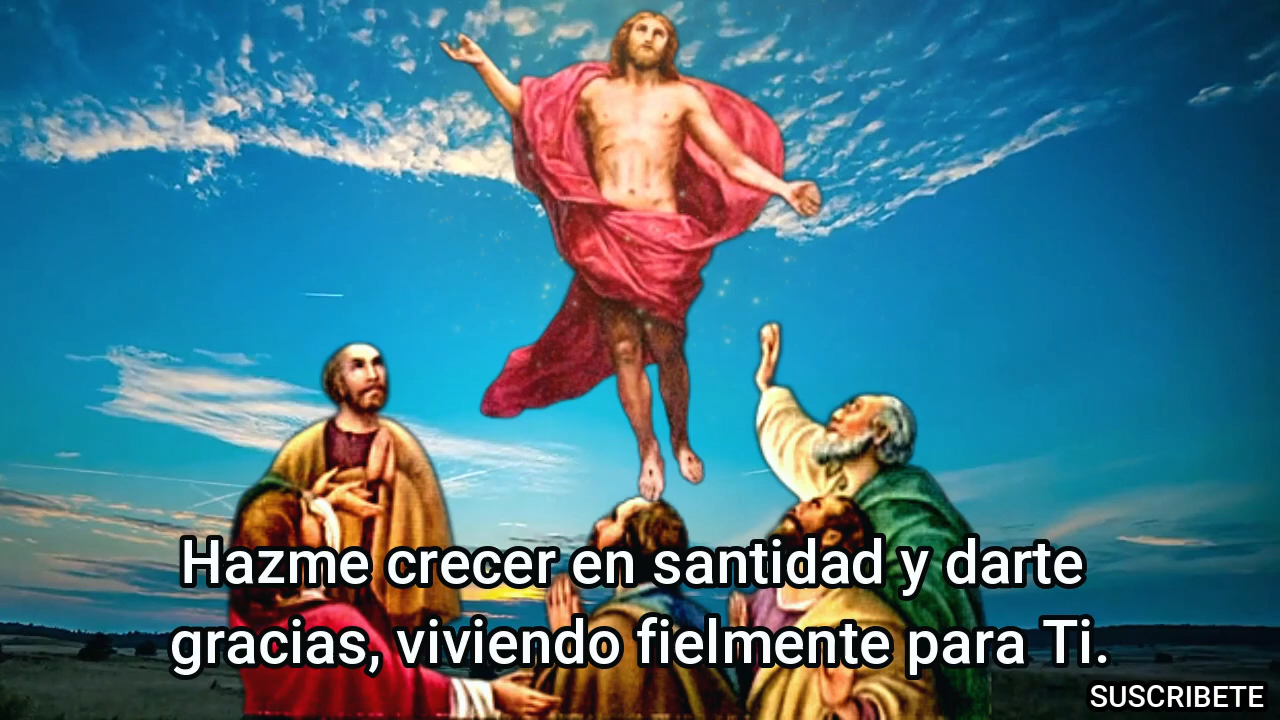 Hazme crecer en santidad y darte
gracias, viviendo fielmente para Ti.
SUSCRIBETE